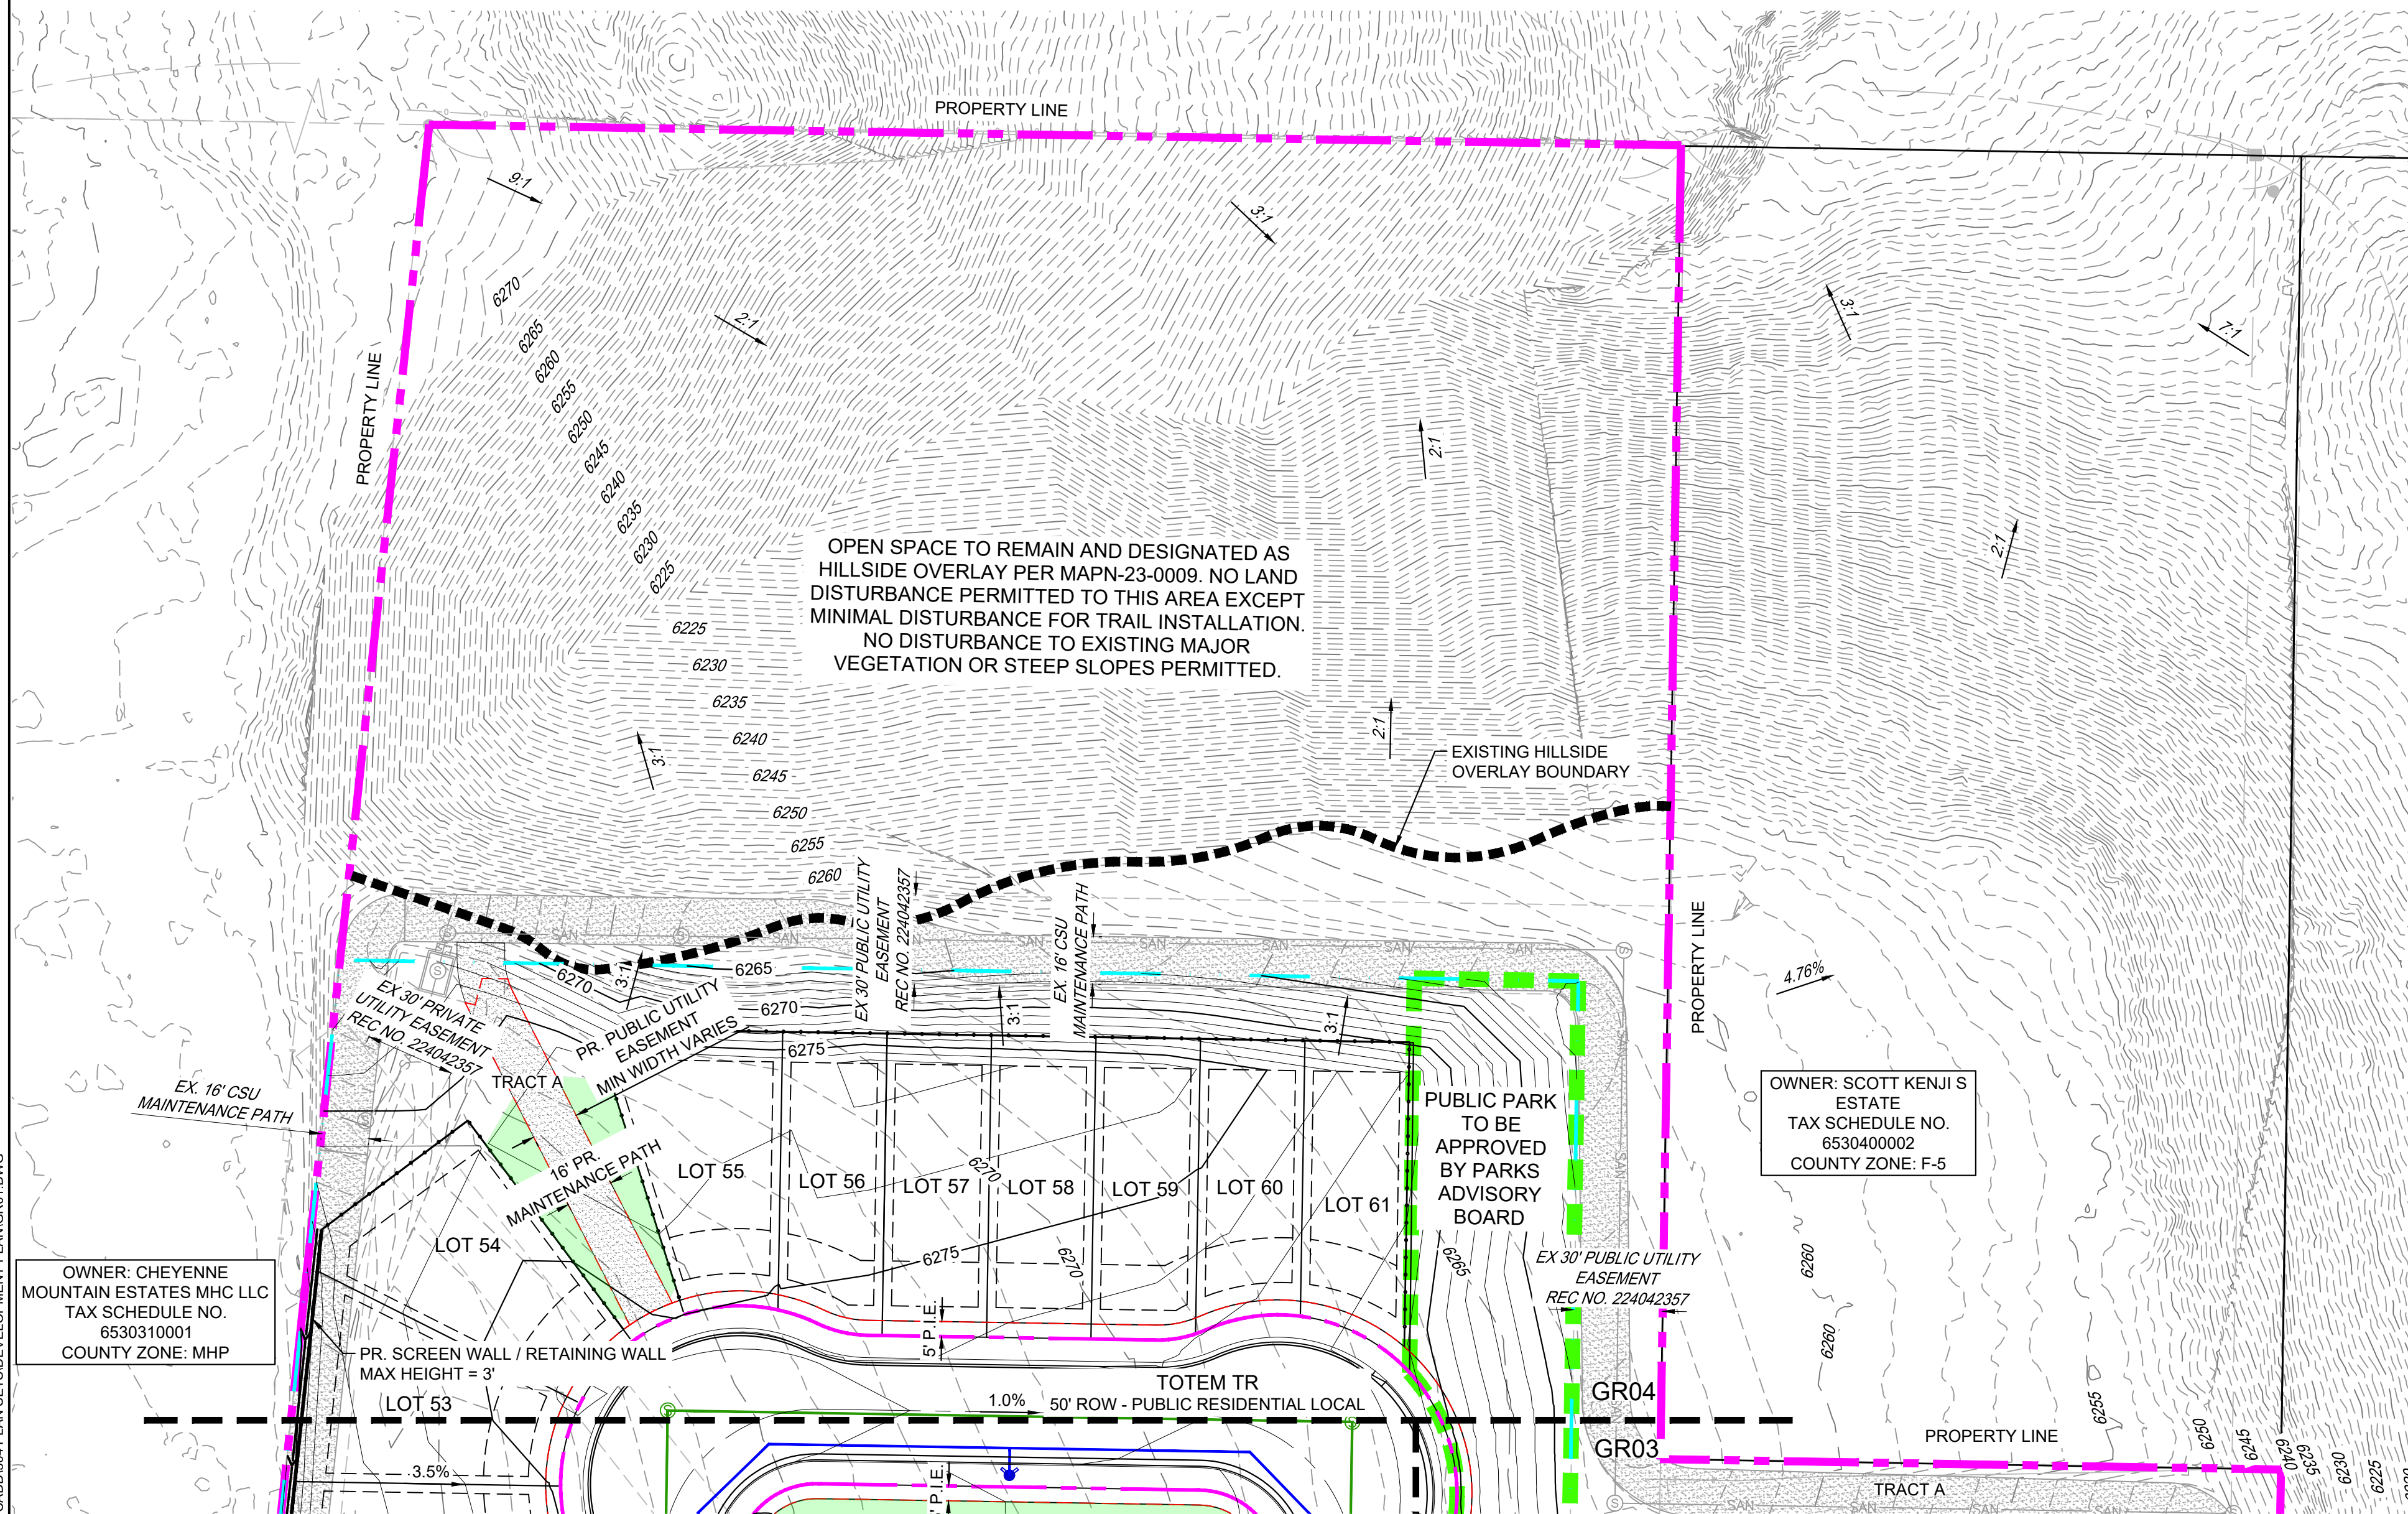 PROPERTY LINE
9:1
3:1
6270
2:1
3:1
7:1
6265
6260
6255
6250
6245
6240
6235
6230
6225
PROPERTY LINE
2:1
2:1
OPEN SPACE TO REMAIN AND DESIGNATED AS
HILLSIDE OVERLAY PER MAPN-23-0009. NO LAND
DISTURBANCE PERMITTED TO THIS AREA EXCEPT
MINIMAL DISTURBANCE FOR TRAIL INSTALLATION.
NO DISTURBANCE TO EXISTING MAJOR
VEGETATION OR STEEP SLOPES PERMITTED.
6225
6230
6235
6240
6245
6250
6255
6260
3:1
2:1
EXISTING HILLSIDE
OVERLAY BOUNDARY
EX 30' PUBLIC UTILITY
EASEMENT
REC NO. 224042357
EX. 16' CSU
MAINTENANCE PATH
PROPERTY LINE
4.76%
SAN
SAN
SAN
SAN
SAN
SAN
SAN
6270
3:1
6265
6270
6275
3:1
3:1
EX 30' PRIVATE
UTILITY EASEMENT
REC NO. 224042357
PR. PUBLIC UTILITY
EASEMENT
MIN WIDTH VARIES
TRACT A
EX. 16' CSU
MAINTENANCE PATH
16' PR.
MAINTENANCE PATH
LOT 54
LOT 55
LOT 56
LOT 57
LOT 58
LOT 59
LOT 60
LOT 61
6270
6275
6270
6265
PUBLIC PARK
TO BE
APPROVED
BY PARKS
ADVISORY
BOARD
SAN
OWNER: SCOTT KENJI S
ESTATE
TAX SCHEDULE NO.
6530400002
COUNTY ZONE: F-5
EX 30' PUBLIC UTILITY
EASEMENT
REC NO. 224042357
6260
6260
6255
6250
6245
6240
6235
6230
6225
OWNER: CHEYENNE
MOUNTAIN ESTATES MHC LLC
TAX SCHEDULE NO.
6530310001
COUNTY ZONE: MHP
PR. SCREEN WALL / RETAINING WALL
MAX HEIGHT = 3'
LOT 53
3.5%
5' P.I.E.
TOTEM TR
1.0%
50' ROW - PUBLIC RESIDENTIAL LOCAL
GR04
GR03
PROPERTY LINE
TRACT A
SAN
SAN
SAN
P.I.E.